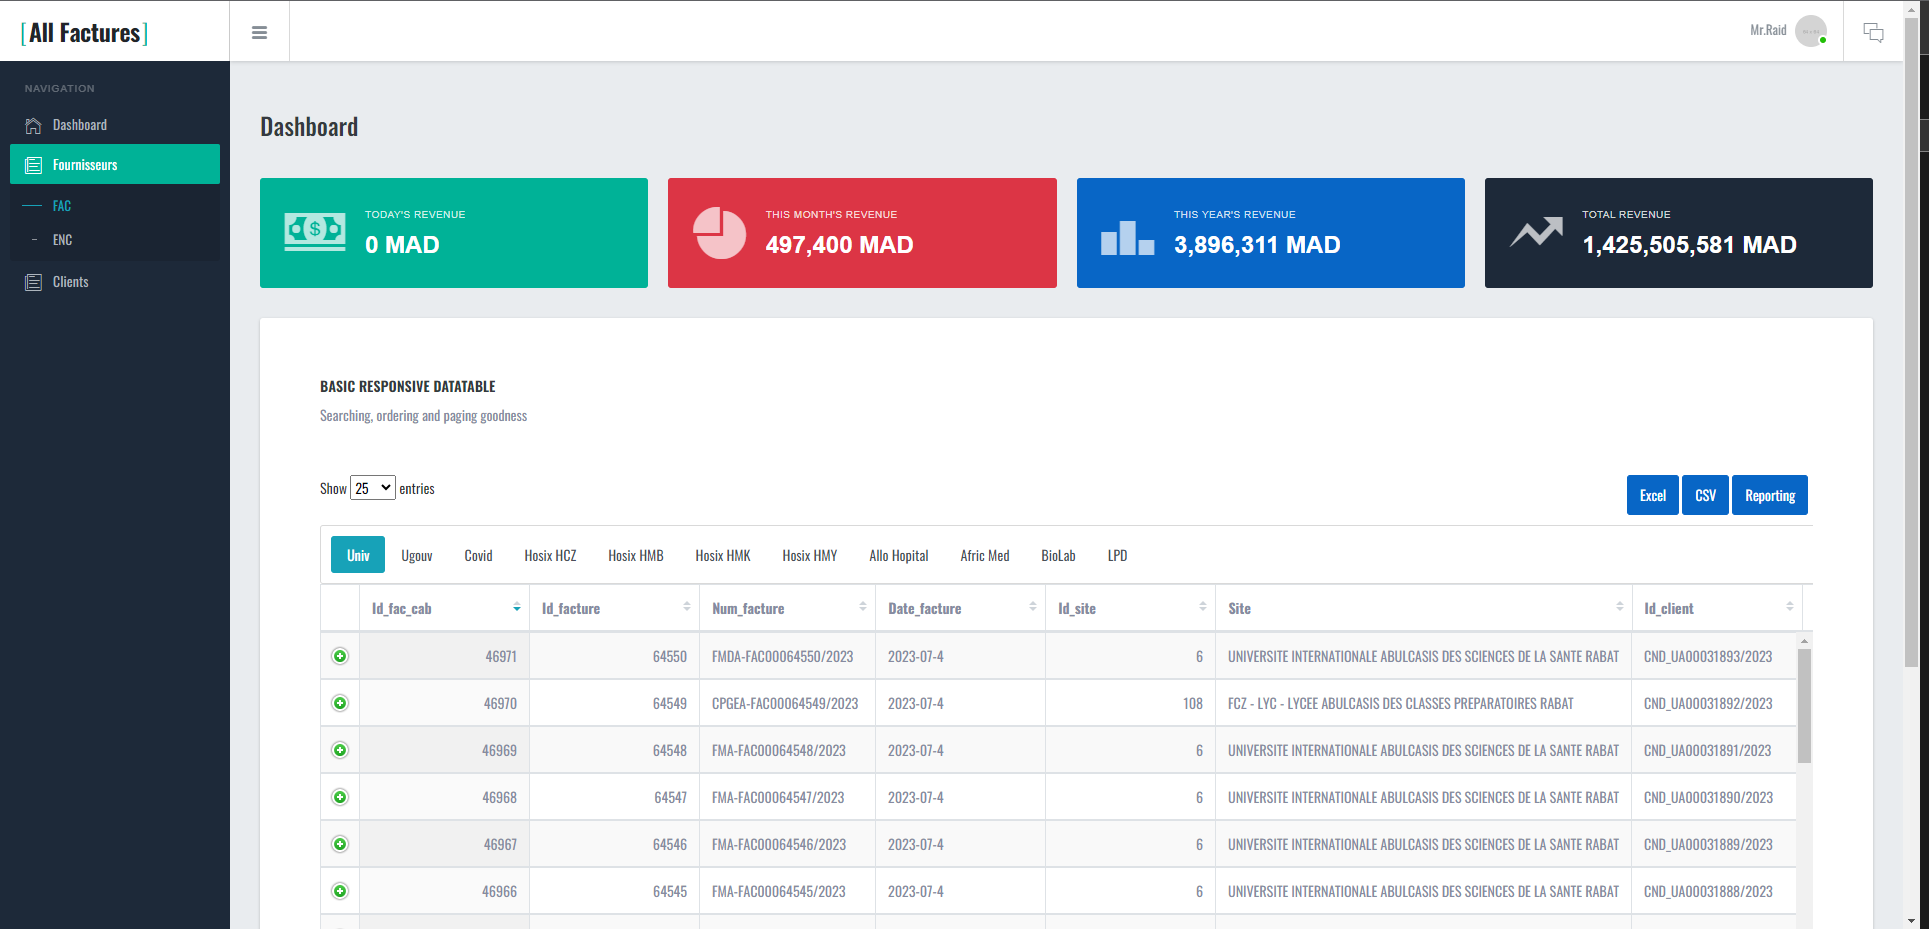 [All Factures]
Mr.Raid
NAVIGATION
Dashboard
Fournisseurs
FAC
ENC
Clients
Dashboard
TODAY'S REVENUE
0 MAD
THIS MONTH'S REVENUE
497,400 MAD
THIS YEAR'S REVENUE
3,896,311 MAD
TOTAL REVENUE
1,425,505,581 MAD
BASIC RESPONSIVE DATATABLE
Searching, ordering and paging goodness
Show 25 entries
Excel CSV Reporting
Univ Ugouv Covid Hosix HCZ Hosix HMB Hosix HMK Hosix HMY Allo Hopital Afric Med BioLab LPD
Id_fac_cab Id_facture Num_facture Date_facture Id_site Site Id_client
46971 64550 FMDA-FAC00064550/2023 2023-07-4 6 UNIVERSITE INTERNATIONALE ABULCASIS DES SCIENCES DE LA SANTE RABAT CND_UA00031893/2023
46970 64549 CPGEA-FAC00064549/2023 2023-07-4 108 FCZ - LYC - LYCEE ABULCASIS DES CLASSES PREPARATOIRES RABAT CND_UA00031892/2023
46969 64548 FMA-FAC00064548/2023 2023-07-4 6 UNIVERSITE INTERNATIONALE ABULCASIS DES SCIENCES DE LA SANTE RABAT CND_UA00031891/2023
46968 64547 FMA-FAC00064547/2023 2023-07-4 6 UNIVERSITE INTERNATIONALE ABULCASIS DES SCIENCES DE LA SANTE RABAT CND_UA00031890/2023
46967 64546 FMA-FAC00064546/2023 2023-07-4 6 UNIVERSITE INTERNATIONALE ABULCASIS DES SCIENCES DE LA SANTE RABAT CND_UA00031889/2023
46966 64545 FMA-FAC00064545/2023 2023-07-4 6 UNIVERSITE INTERNATIONALE ABULCASIS DES SCIENCES DE LA SANTE RABAT CND_UA00031888/2023